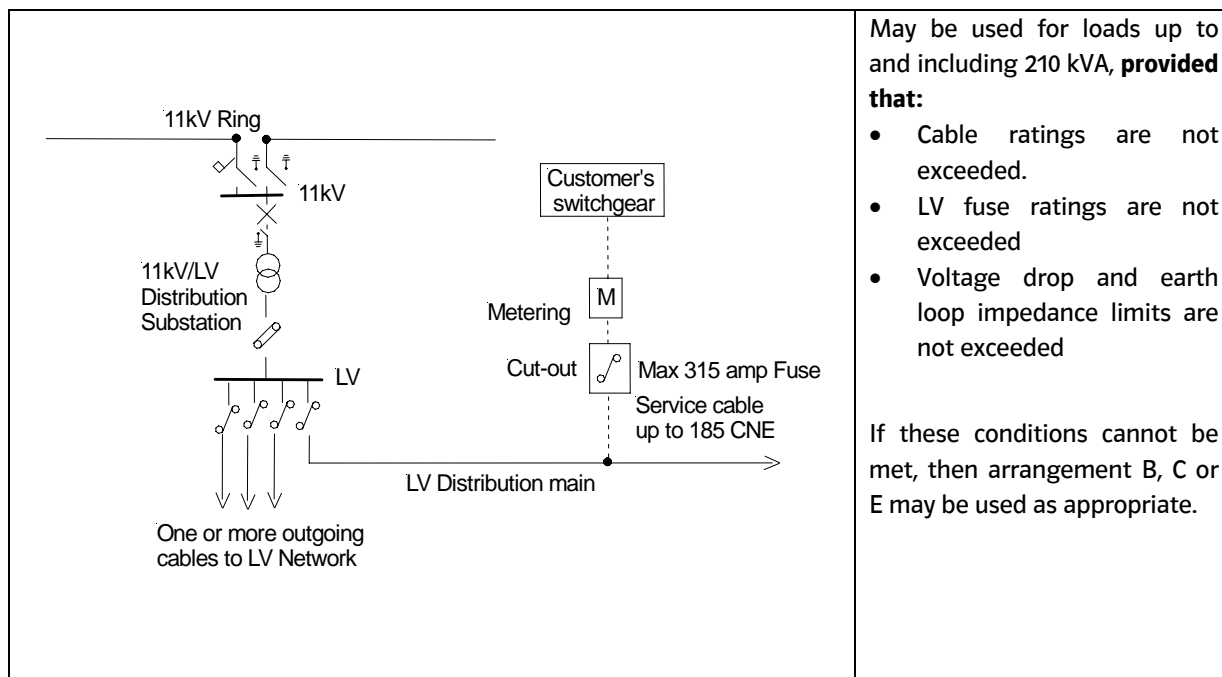 11kV Ring
11kV
11kV/LV
Distribution
Substation
LV
Customer's
switchgear
M
Metering
Cut-out
Max 315 amp Fuse
Service cable
up to 185 CNE
LV Distribution main
One or more outgoing
cables to LV Network
May be used for loads up to
and including 210 kVA, provided
that:
• Cable ratings are not
exceeded.
• LV fuse ratings are not
exceeded
• Voltage drop and earth
loop impedance limits are
not exceeded
If these conditions cannot be
met, then arrangement B, C or
E may be used as appropriate.